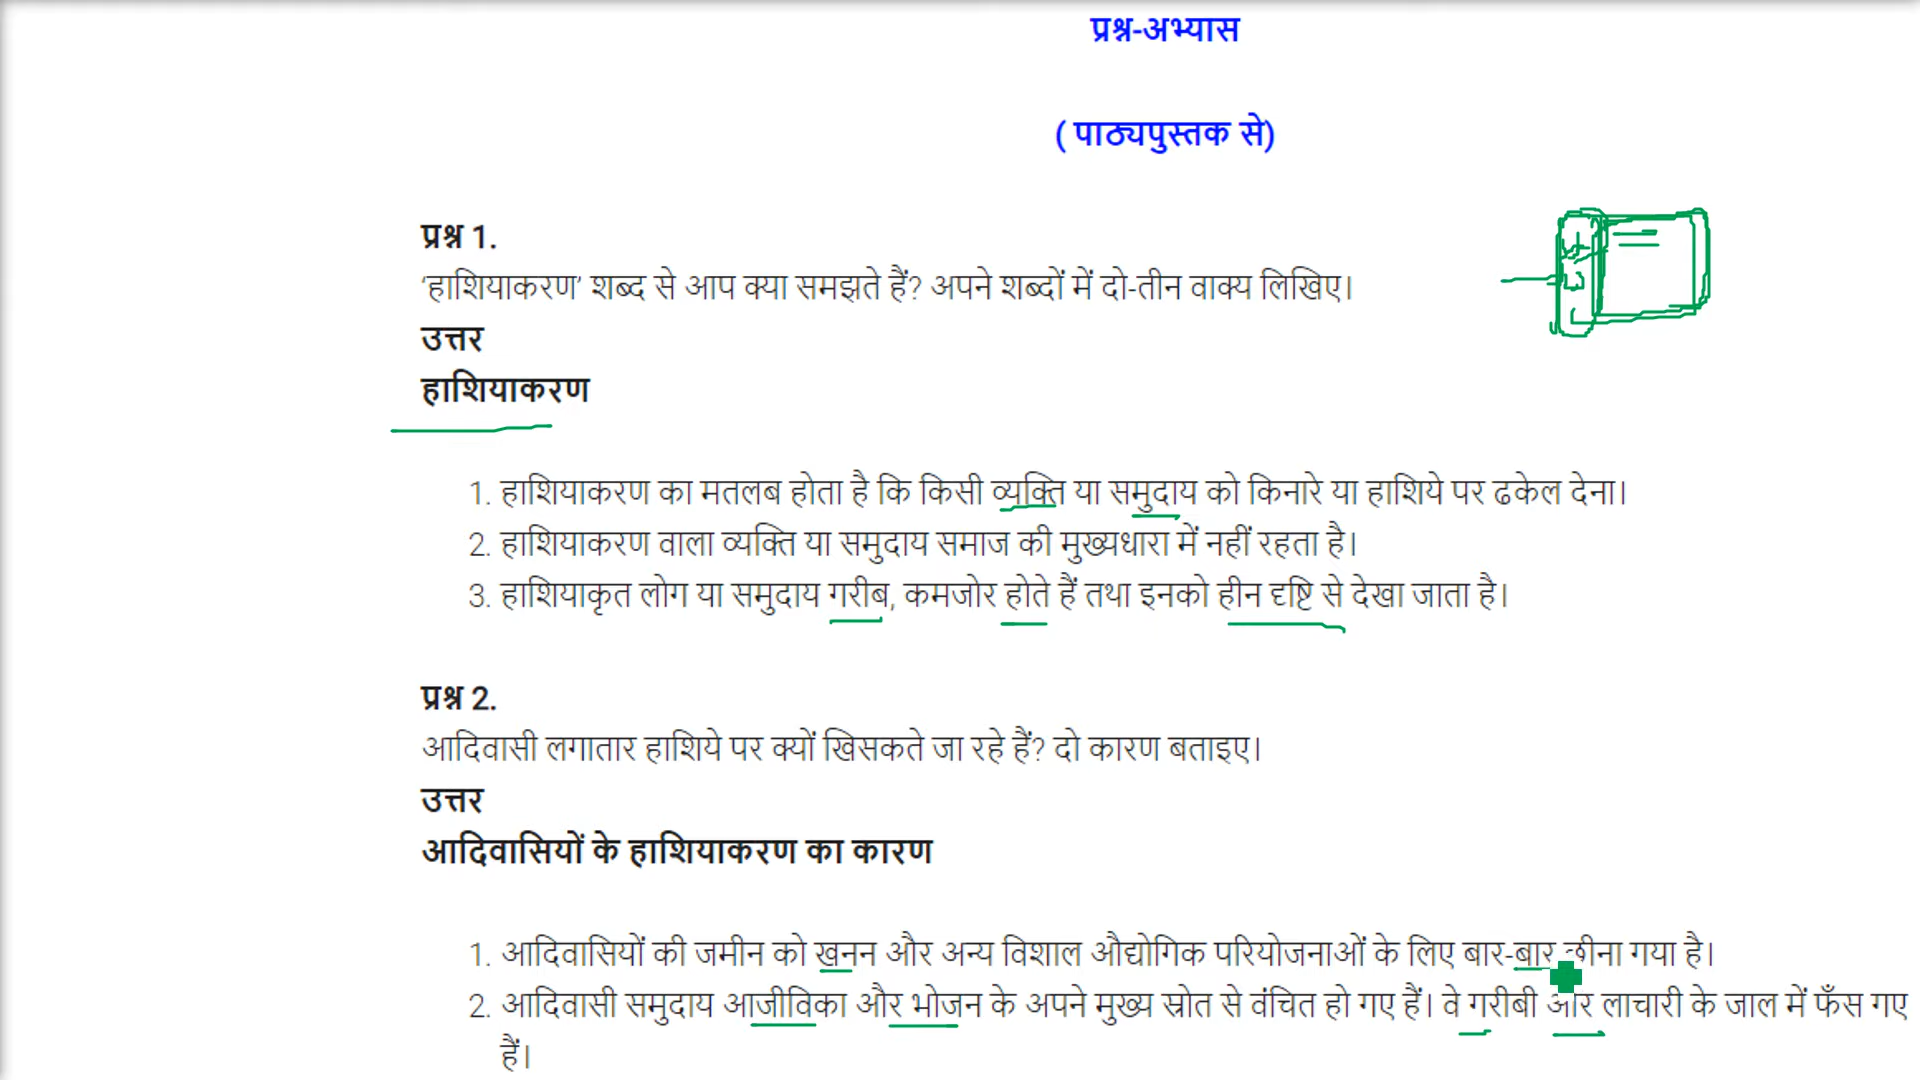 प्रश्न-अभ्यास
( पाठ्यपुस्तक से)
प्रश्न 1.
‘हाशियाकरण’ शब्द से आप क्या समझते हैं? अपने शब्दों में दो-तीन वाक्य लिखिए।
उत्तर
हाशियाकरण
1. हाशियाकरण का मतलब होता है कि किसी व्यक्ति या समुदाय को किनारे या हाशिये पर ढकेल देना।
2. हाशियाकरण वाला व्यक्ति या समुदाय समाज की मुख्यधारा में नहीं रहता है।
3. हाशियाकृत लोग या समुदाय गरीब, कमजोर होते हैं तथा इनको हीन दृष्टि से देखा जाता है।
प्रश्न 2.
आदिवासी लगातार हाशिये पर क्यों खिसकते जा रहे हैं? दो कारण बताइए।
उत्तर
आदिवासियों के हाशियाकरण का कारण
1. आदिवासियों की जमीन को खनन और अन्य विशाल औद्योगिक परियोजनाओं के लिए बार-बार छीना गया है।
2. आदिवासी समुदाय आजीविका और भोजन के अपने मुख्य स्रोत से वंचित हो गए हैं। वे गरीबी और लाचारी के जाल में फँस गए
हैं।